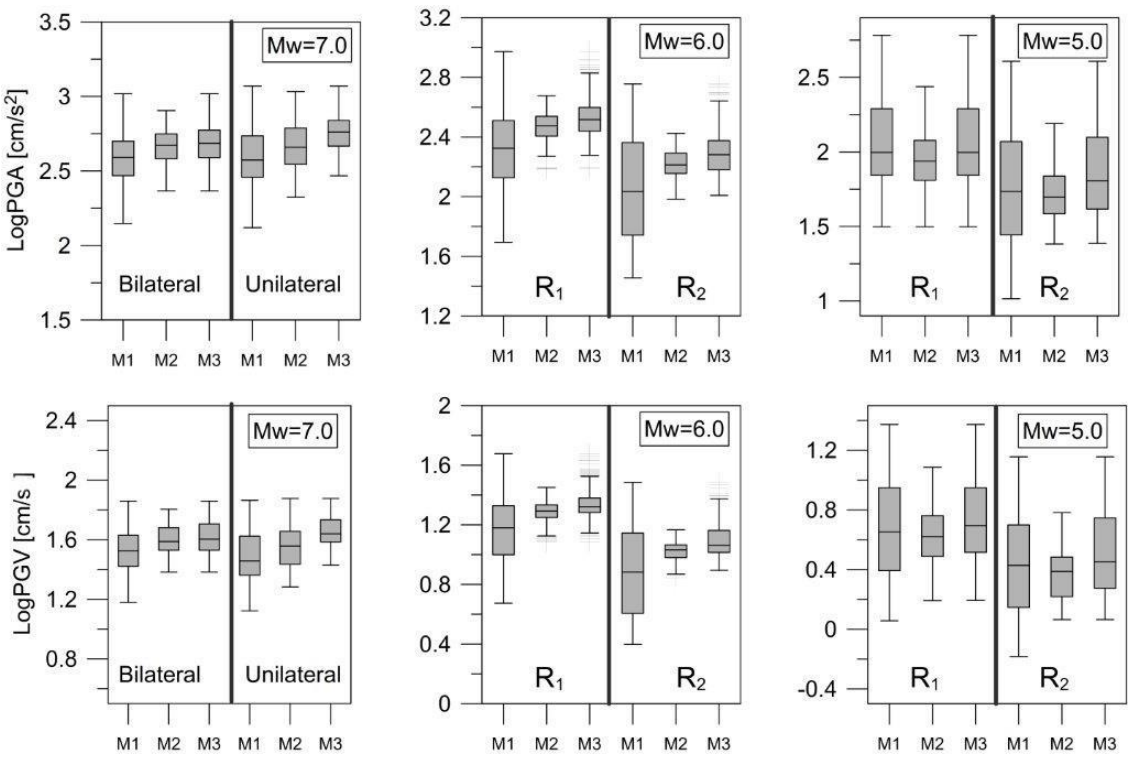 LogPGA [cm/s²]
3.5
3
2.5
2
1.5
Mw=7.0
Bilateral
Unilateral
M1 M2 M3 M1 M2 M3
3.2
2.8
2.4
2
1.6
1.2
Mw=6.0
R₁
R₂
M1 M2 M3 M1 M2 M3
2.5
2
1.5
1
Mw=5.0
R₁
R₂
M1 M2 M3 M1 M2 M3
LogPGV [cm/s ]
2.4
2
1.6
1.2
0.8
Mw=7.0
Bilateral
Unilateral
M1 M2 M3 M1 M2 M3
2
1.6
1.2
0.8
0.4
0
Mw=6.0
R₁
R₂
M1 M2 M3 M1 M2 M3
1.2
0.8
0.4
0
-0.4
Mw=5.0
R₁
R₂
M1 M2 M3 M1 M2 M3